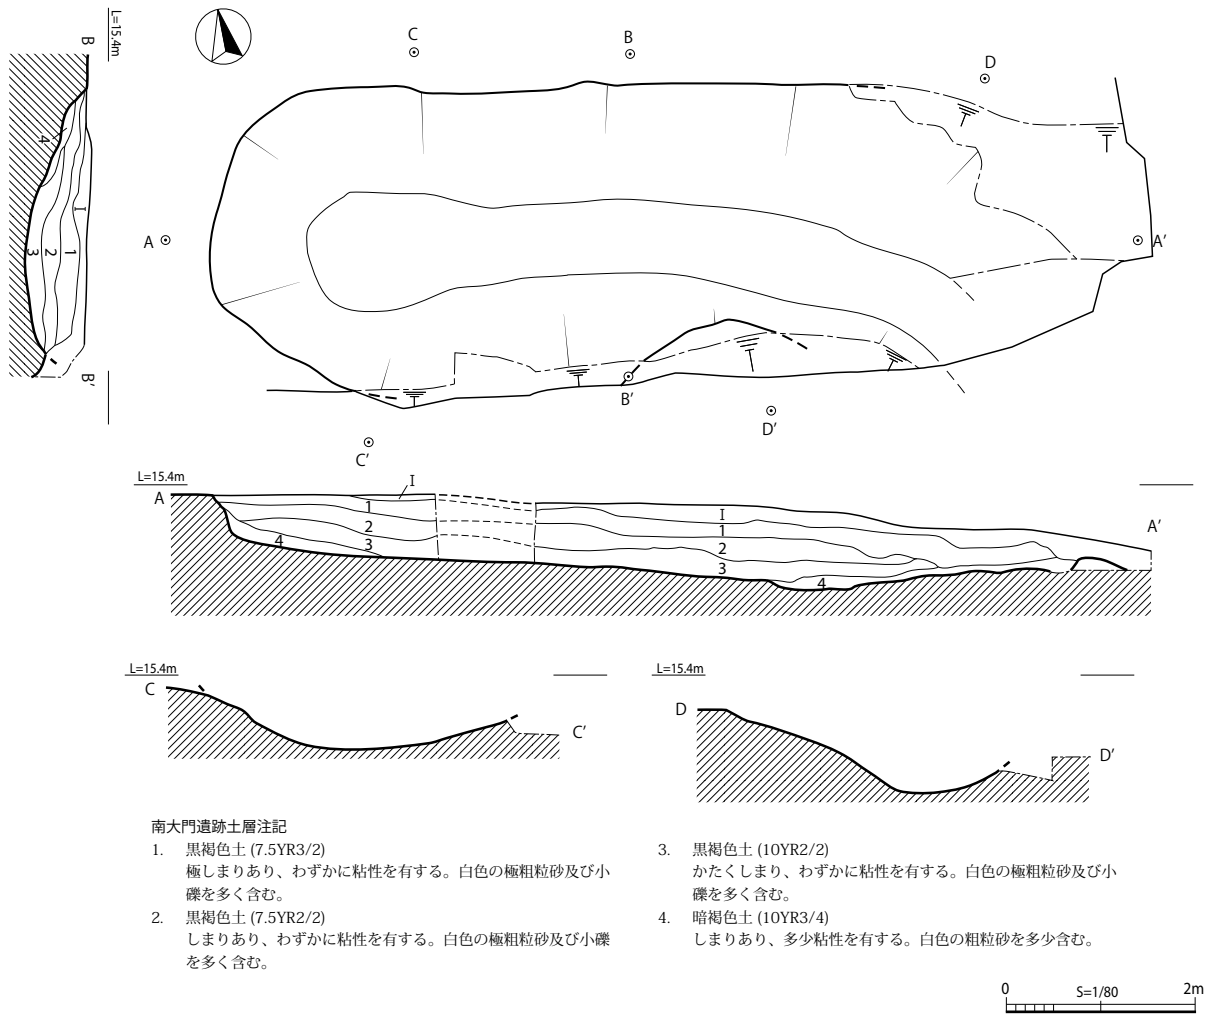 B
L=15.4m
C
B
D
4
I
3
2
1
A
A′
B′
B′
D′
C′
L=15.4m
A
I
1
2
3
4
I
1
2
3
4
A′
L=15.4m
C
C′
L=15.4m
D
D′
南大門遺跡土層注記
1. 黒褐色土 (7.5YR3/2)
極しまりあり、わずかに粘性を有する。白色の極粗粒砂及び小
礫を多く含む。
2. 黒褐色土 (7.5YR2/2)
しまりあり、わずかに粘性を有する。白色の極粗粒砂及び小礫
を多く含む。
3. 黒褐色土 (10YR2/2)
かたくしまり、わずかに粘性を有する。白色の極粗粒砂及び小
礫を多く含む。
4. 暗褐色土 (10YR3/4)
しまりあり、多少粘性を有する。白色の粗粒砂を多少含む。
0 S=1/80 2m